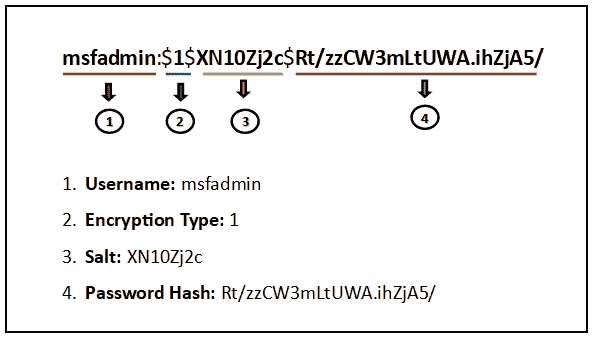 msfadmin:$1$XN10Zj2c$Rt/zzCW3mLtUWA.ihZjA5/
1 2 3 4
1. Username: msfadmin
2. Encryption Type: 1
3. Salt: XN10Zj2c
4. Password Hash: Rt/zzCW3mLtUWA.ihZjA5/